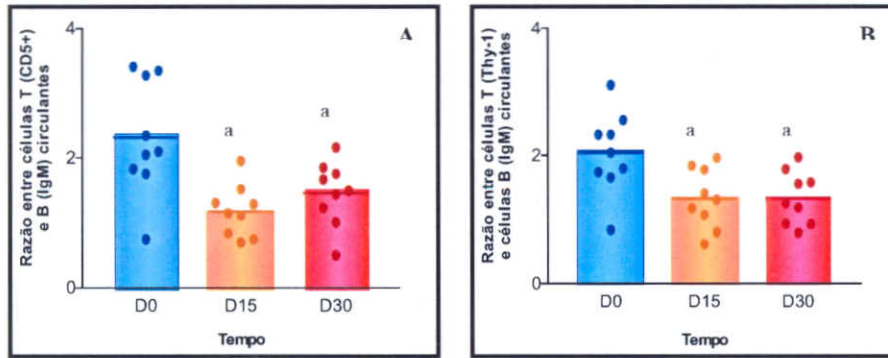 A
Razão entre células T (CD5+)
e B (IgM) circulantes
4
2
0
a
a
D0 D15 D30
Tempo
B
Razão entre células T (Thy-1)
e células B (IgM) circulantes
4
2
0
a
a
D0 D15 D30
Tempo